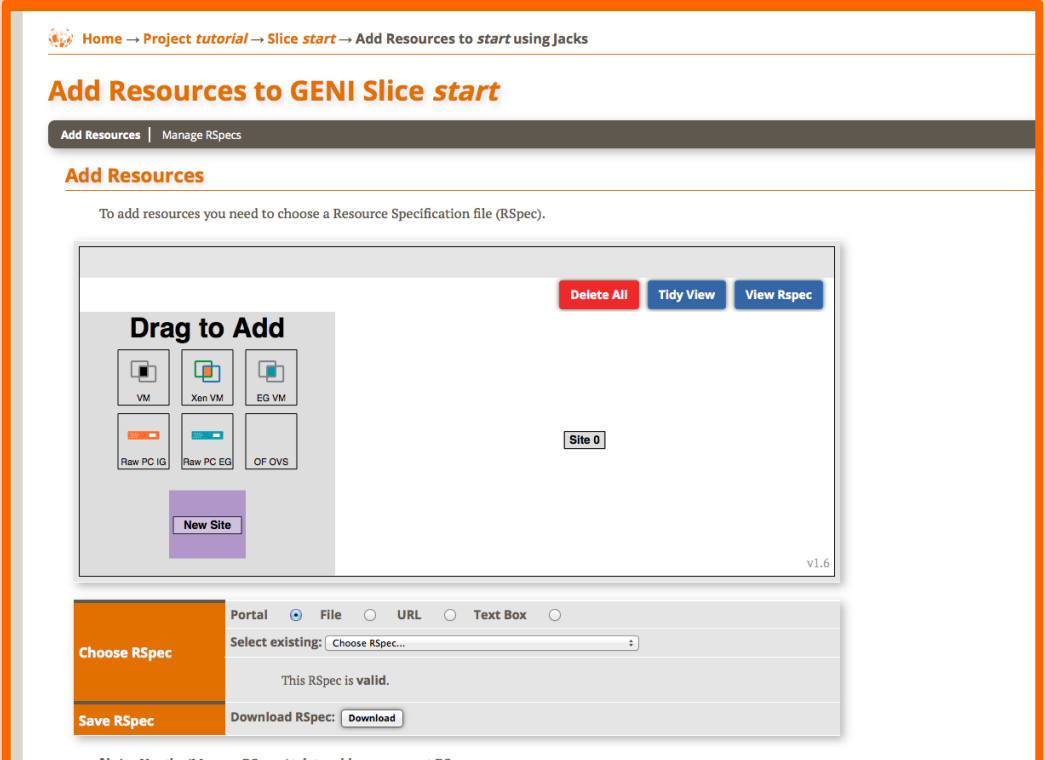 Home → Project tutorial → Slice start → Add Resources to start using Jacks
Add Resources to GENI Slice start
Add Resources | Manage RSpecs
Add Resources
To add resources you need to choose a Resource Specification file (RSpec).
Delete All Tidy View View Rspec
Drag to Add
VM Xen VM EG VM
Raw PC IG Raw PC EG OF OVS
Site 0
New Site
v1.6
Portal File URL Text Box
Choose RSpec
Select existing: Choose RSpec...
This RSpec is valid.
Save RSpec
Download RSpec: Download